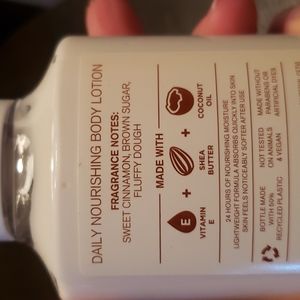 DAILY NOURISHING BODY LOTION
FRAGRANCE NOTES:
SWEET CINNAMON, BROWN SUGAR,
FLUFFY DOUGH
MADE WITH
E
VITAMIN
E
+
SHEA
BUTTER
+
COCONUT
OIL
24 HOURS OF NOURISHING MOISTURE
LIGHTWEIGHT FORMULA ABSORBS QUICKLY INTO SKIN
SKIN FEELS NOTICEABLY SOFTER AFTER USE
BOTTLE MADE
WITH 50%
RECYCLED PLASTIC
NOT TESTED
ON ANIMALS
& VEGAN
MADE WITHOUT
PARABENS OR
ARTIFICIAL DYES